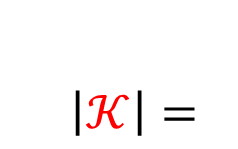 |𝒦| =